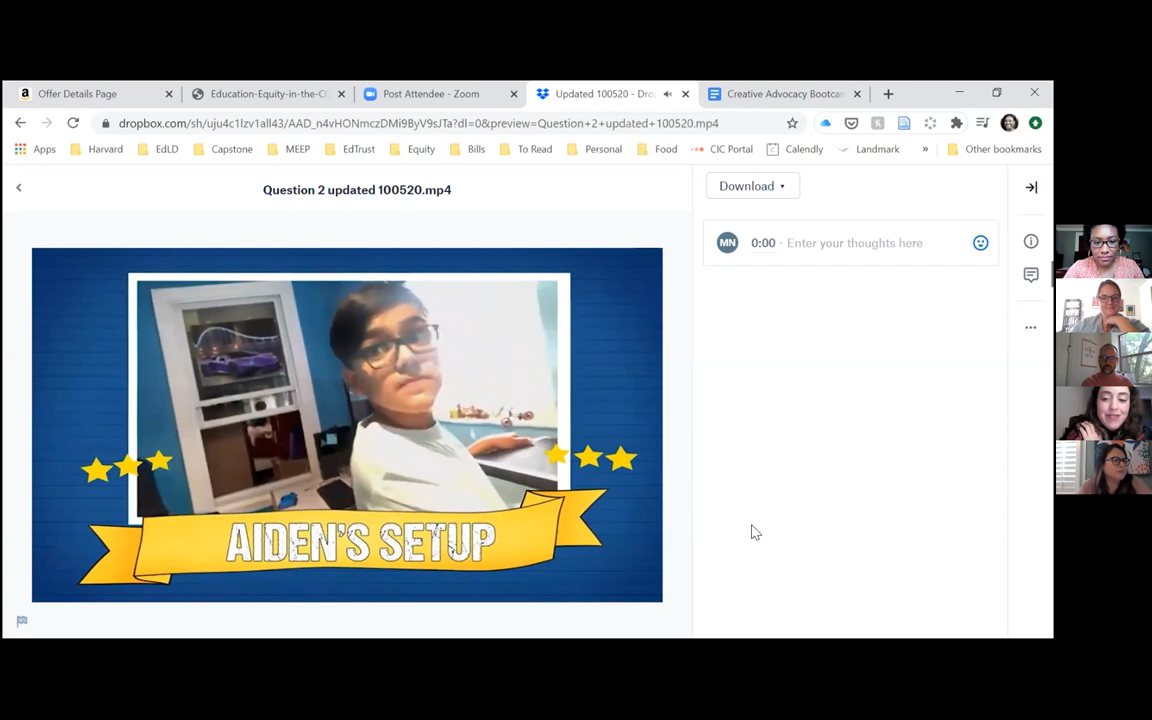 Offer Details Page
Education-Equity-in-the-CO
Post Attendee - Zoom
Updated 100520 - Dro
Creative Advocacy Bootcam
dropbox.com/sh/uju4c1lzv1all43/AAD_n4vHONmczDMi9ByV9sJTa?dl=0&preview=Question+2+updated+100520.mp4
Apps
Harvard
EdLD
Capstone
MEEP
EdTrust
Equity
Bills
To Read
Personal
Food
CIC Portal
Calendly
Landmark
»
Other bookmarks
Question 2 updated 100520.mp4
Download
MN
0:00 · Enter your thoughts here
AIDEN'S SETUP